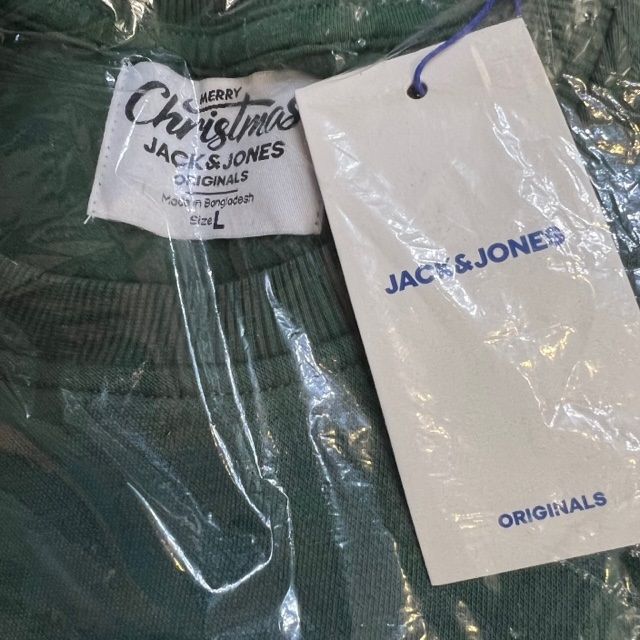 MERRY
Christmas
JACK&JONES
ORIGINALS
Made in Bangladesh
Size L
JACK&JONES
ORIGINALS